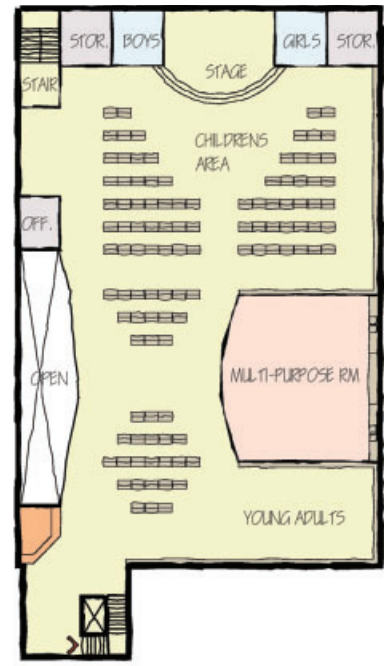 STOR.
BOYS
GIRLS
STOR.
STAGE
STAIR
CHILDRENS
AREA
OFF.
OPEN
MULTI-PURPOSE RM
YOUNG ADULTS